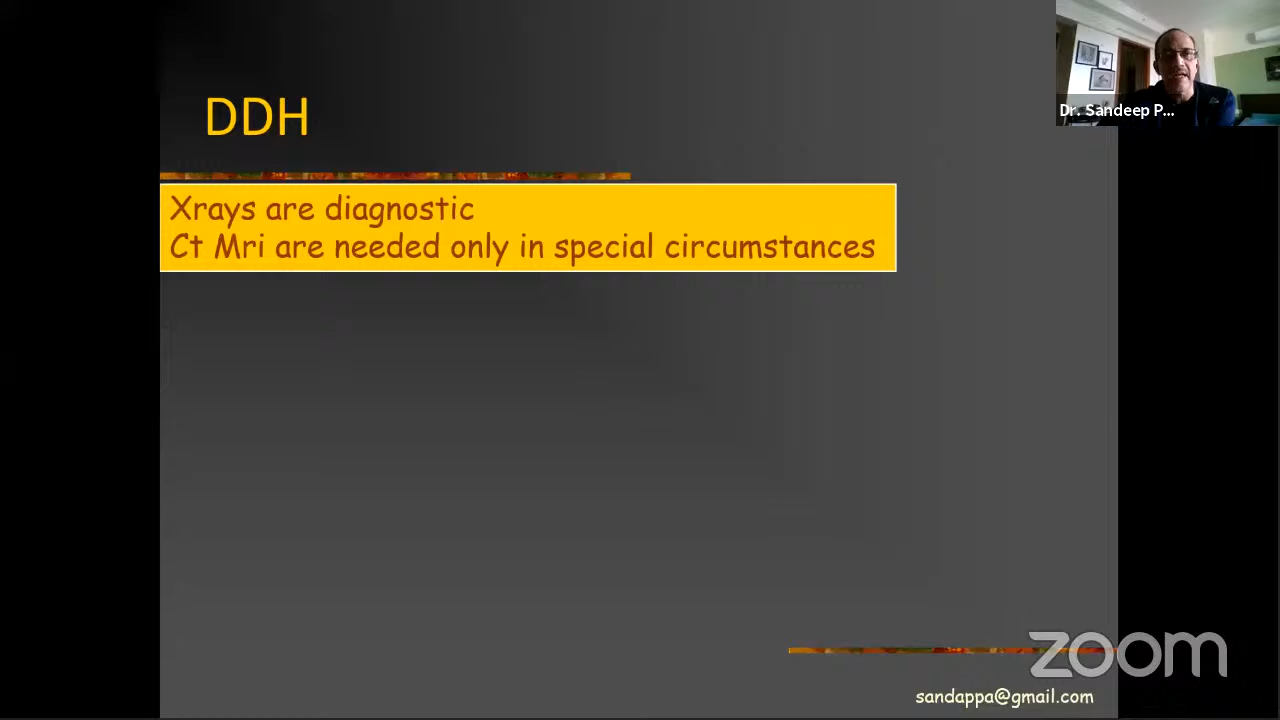 DDH
Dr. Sandeep P...
Xrays are diagnostic
Ct Mri are needed only in special circumstances
zoom
sandappa@gmail.com